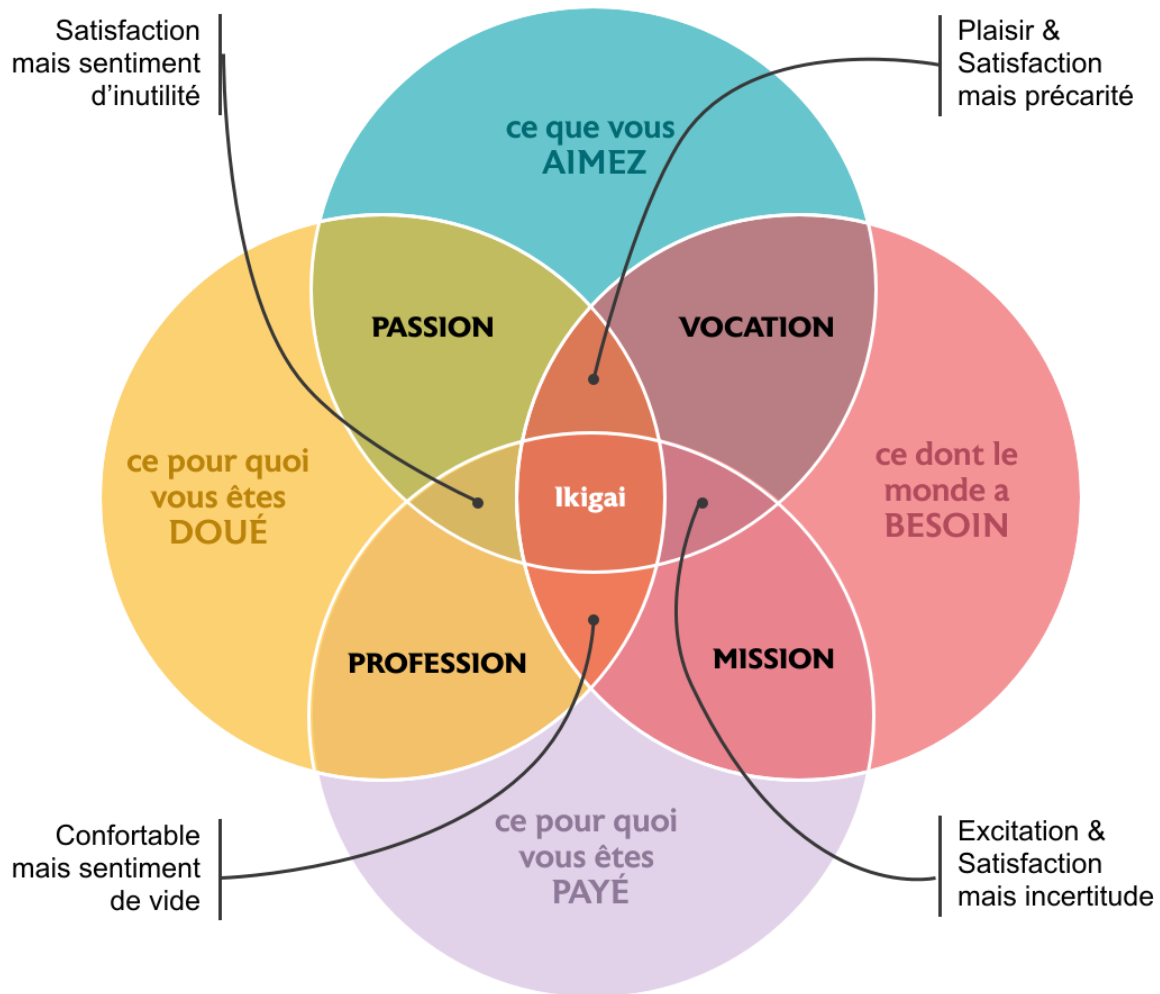 Satisfaction
mais sentiment
d'inutilité
Plaisir &
Satisfaction
mais précarité
ce que vous
AIMEZ
PASSION
VOCATION
ce pour quoi
vous êtes
DOUÉ
Ikigai
ce dont le
monde a
BESOIN
PROFESSION
MISSION
ce pour quoi
vous êtes
PAYÉ
Confortable
mais sentiment
de vide
Excitation &
Satisfaction
mais incertitude